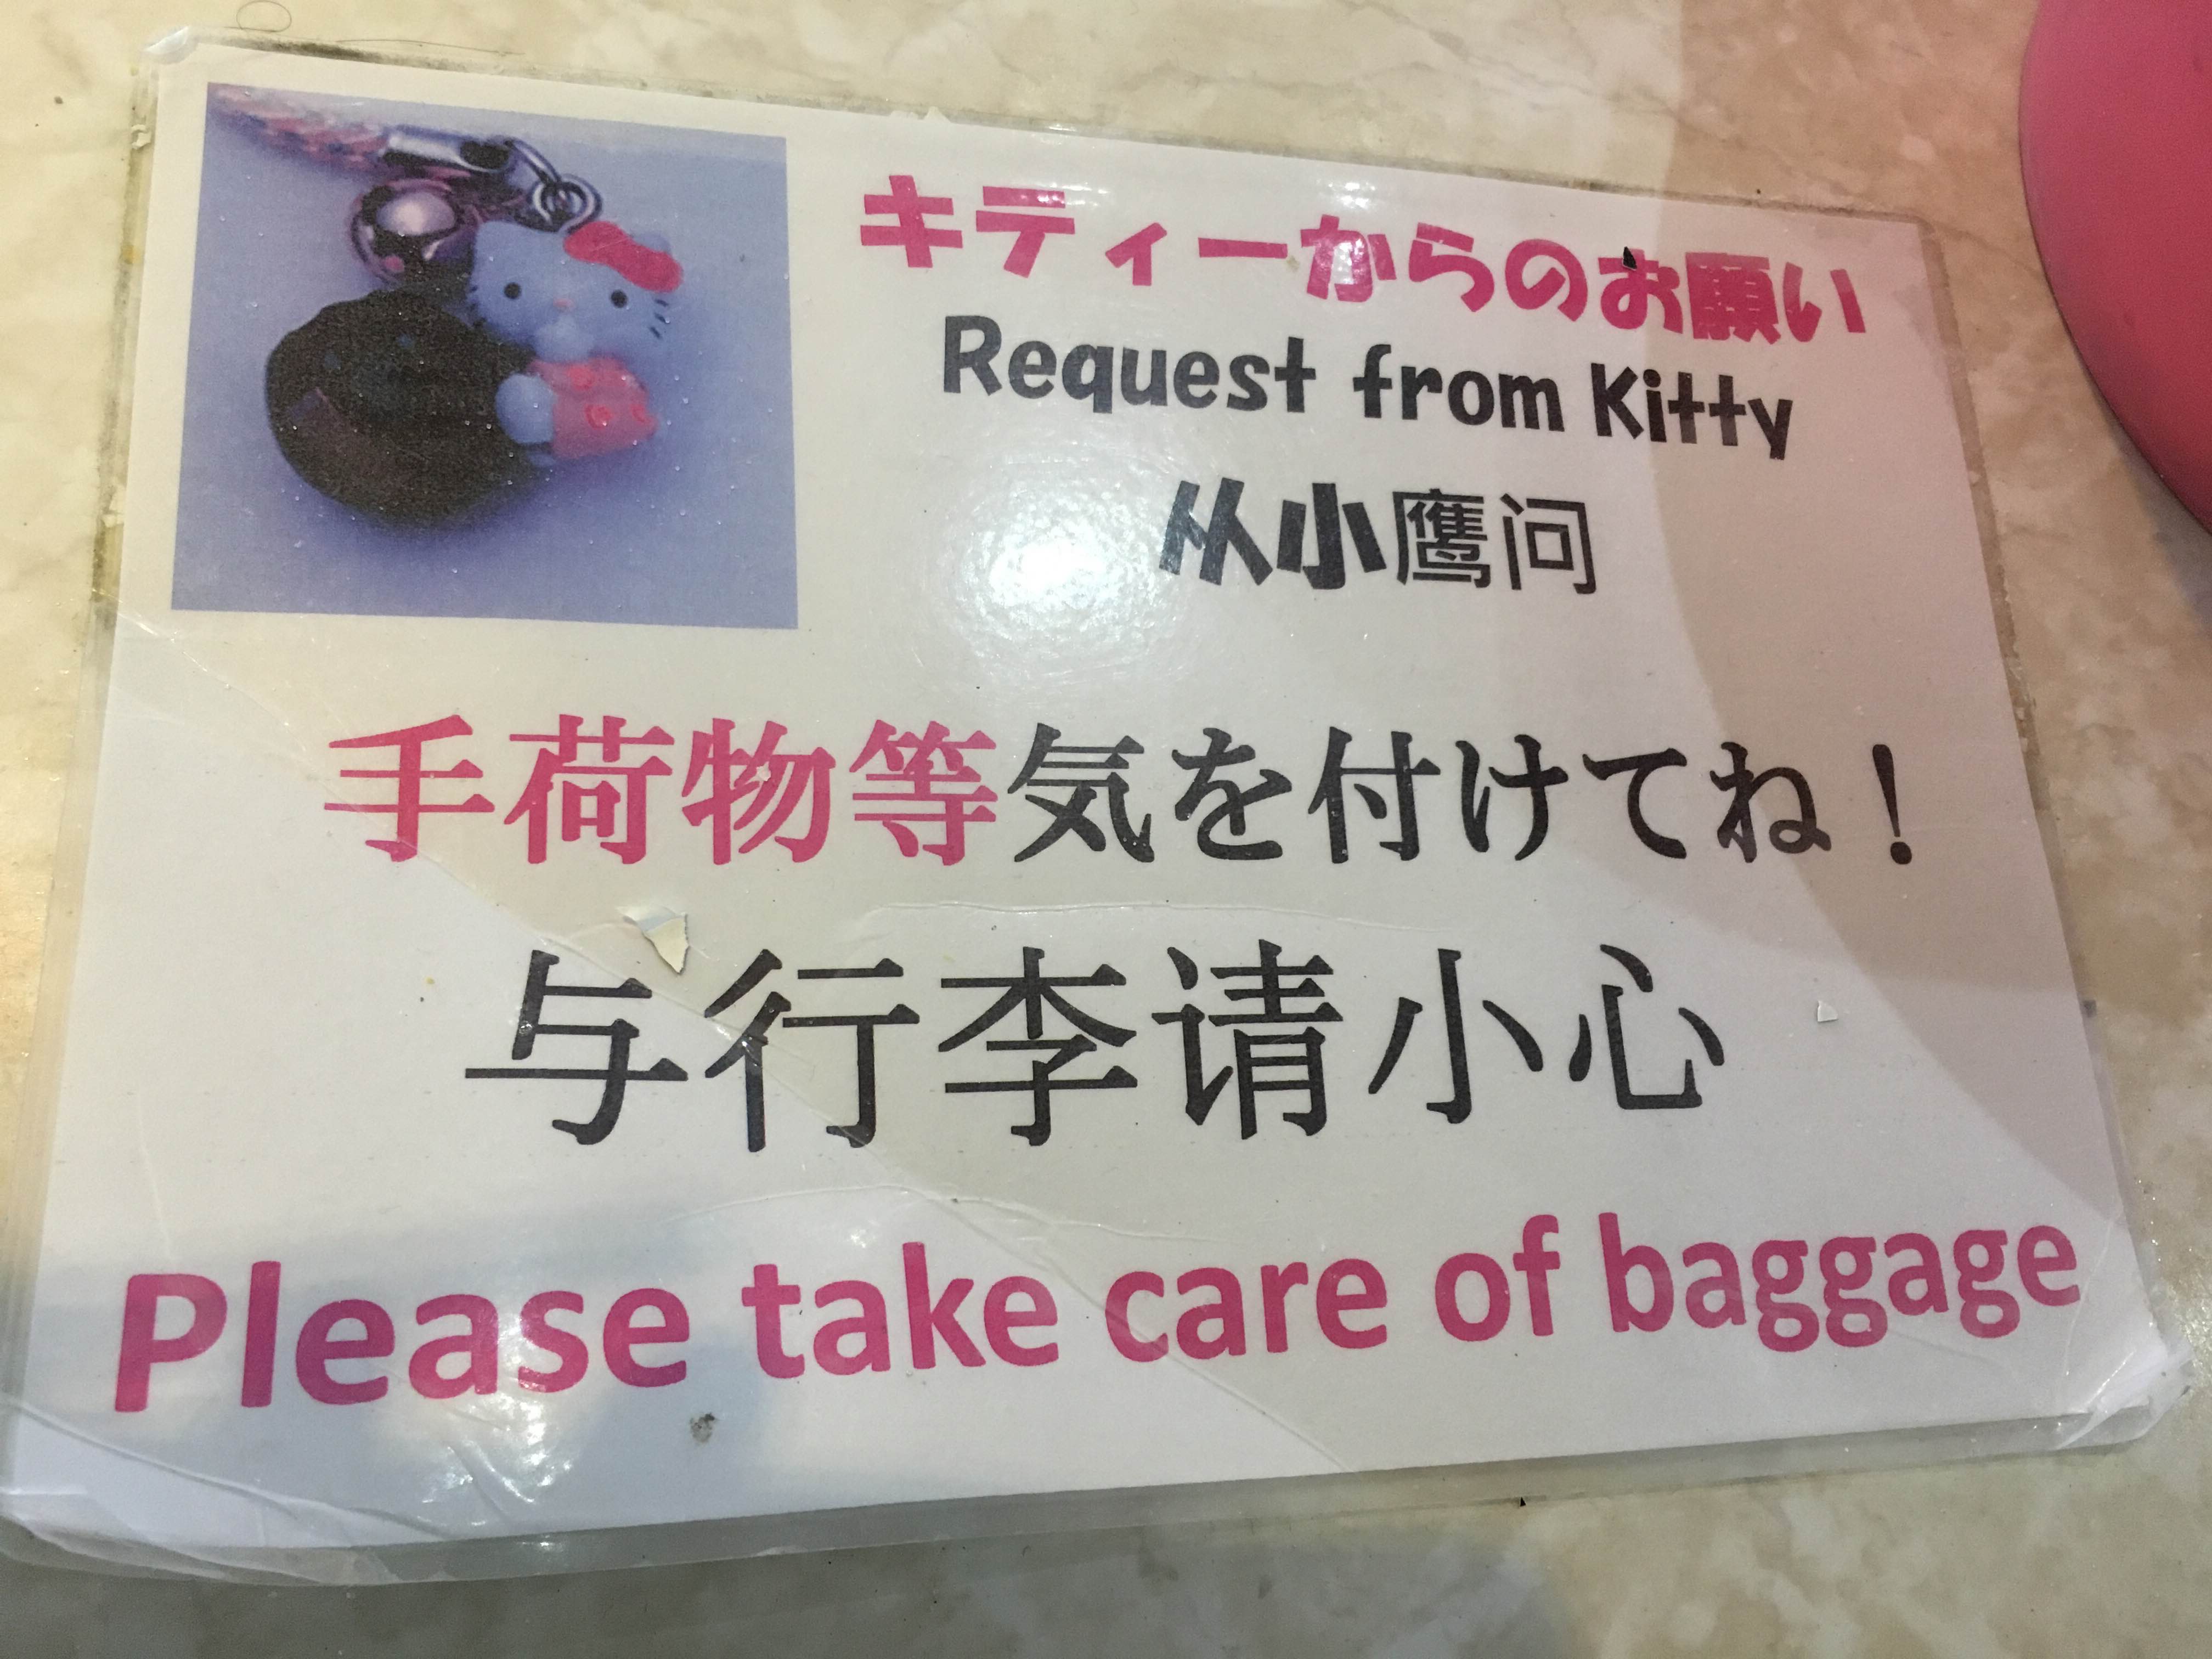 キティーからのお願い
Request from Kitty
从小鹰问
手荷物等気を付けてね！
与行李请小心
Please take care of baggage